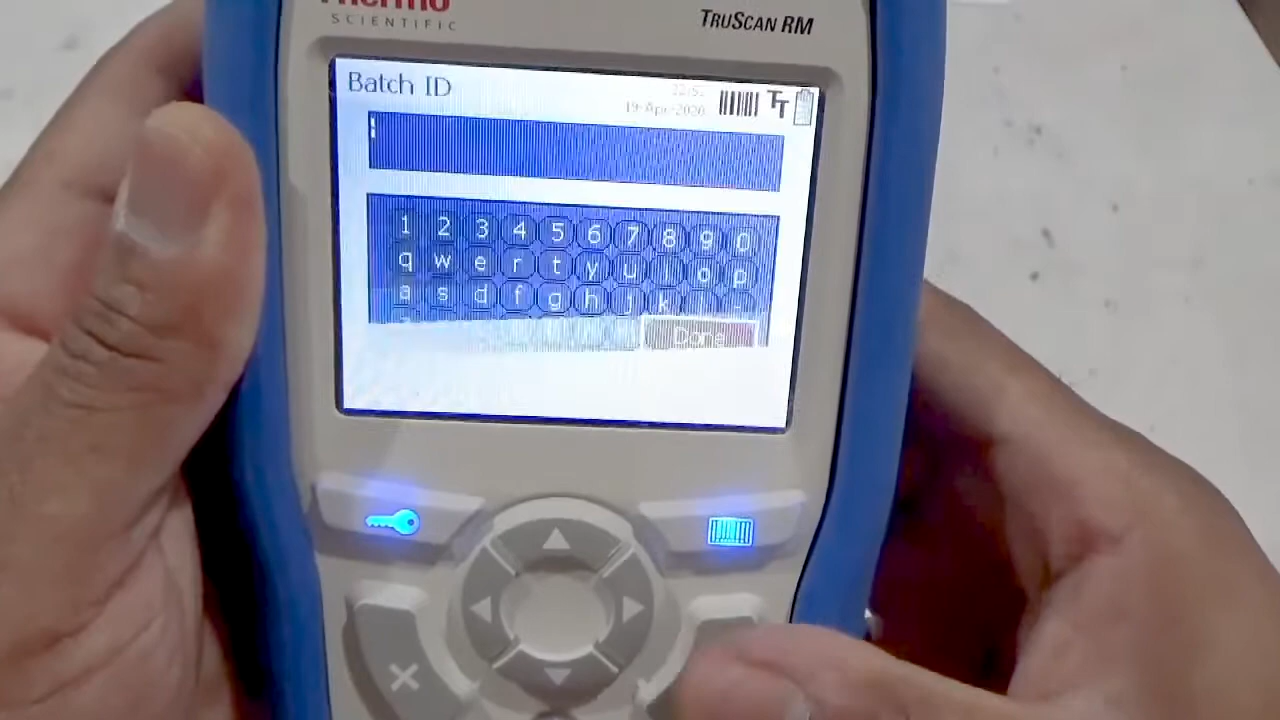 Thermo
SCIENTIFIC
TRUSCAN RM
Batch ID
19-Apr-2020
1 2 3 4 5 6 7 8 9 0
q w e r t y u i o p
a s d f g h j k l -
Done